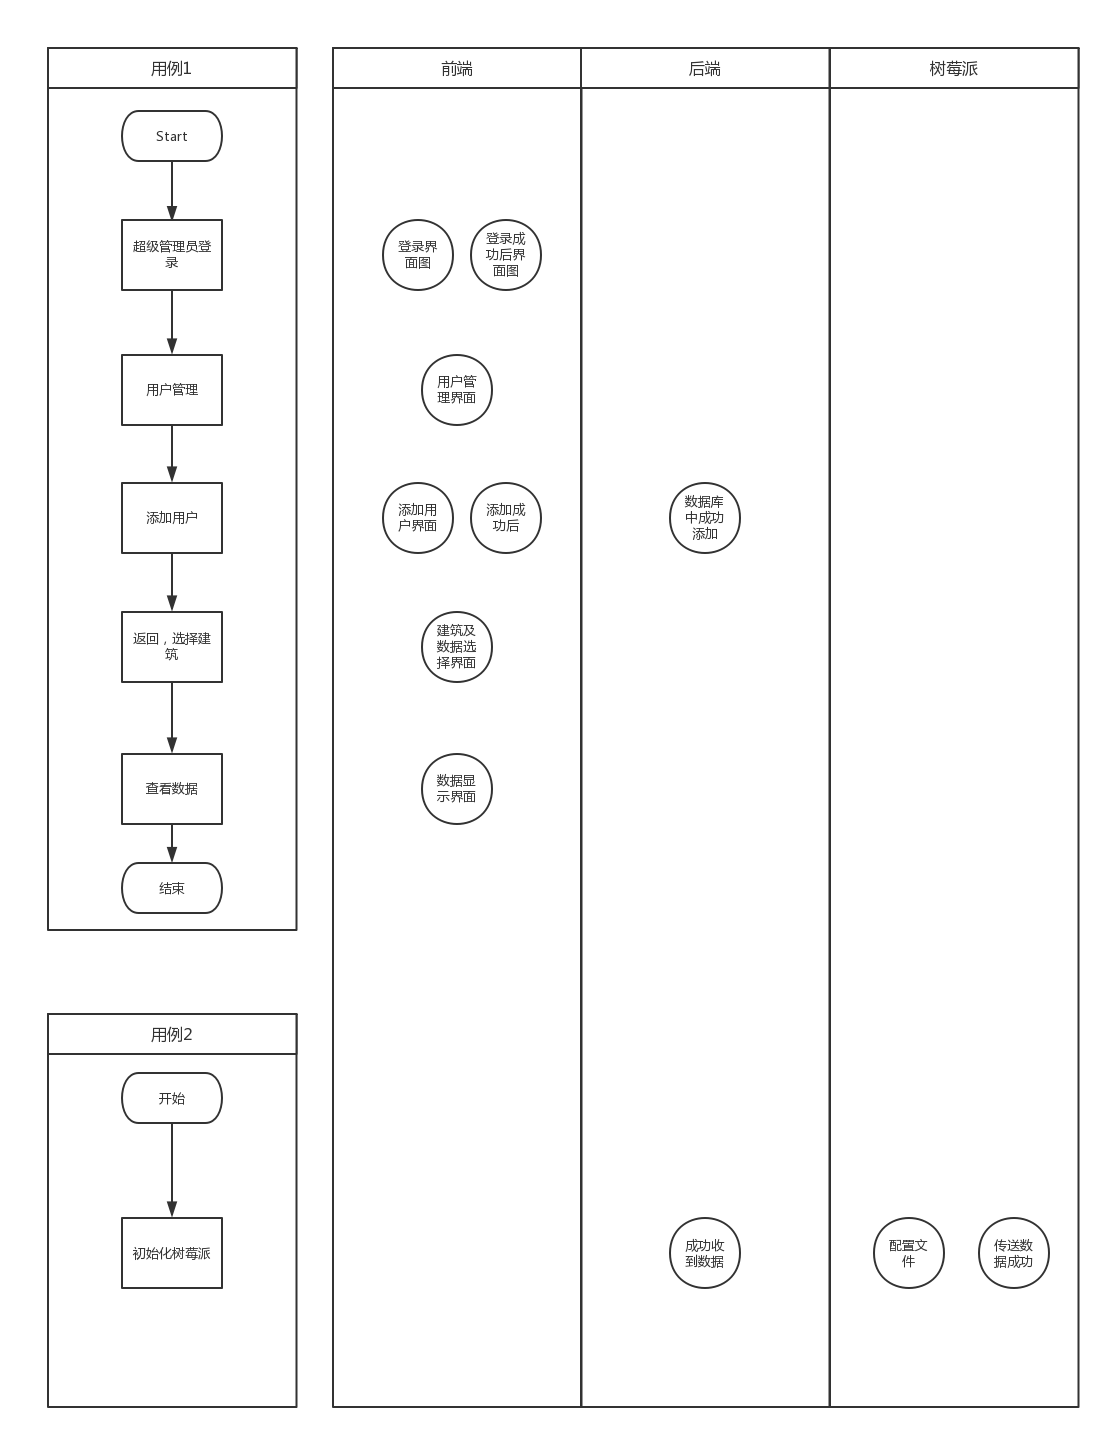 用例1
前端
后端
树莓派
Start
超级管理员登
录
登录界
面图
登录成
功后界
面图
用户管理
用户管
理界面
添加用户
添加用
户界面
添加成
功后
数据库
中成功
添加
返回，选择建
筑
建筑及
数据选
择界面
查看数据
数据显
示界面
结束
用例2
开始
初始化树莓派
成功收
到数据
配置文
件
传送数
据成功